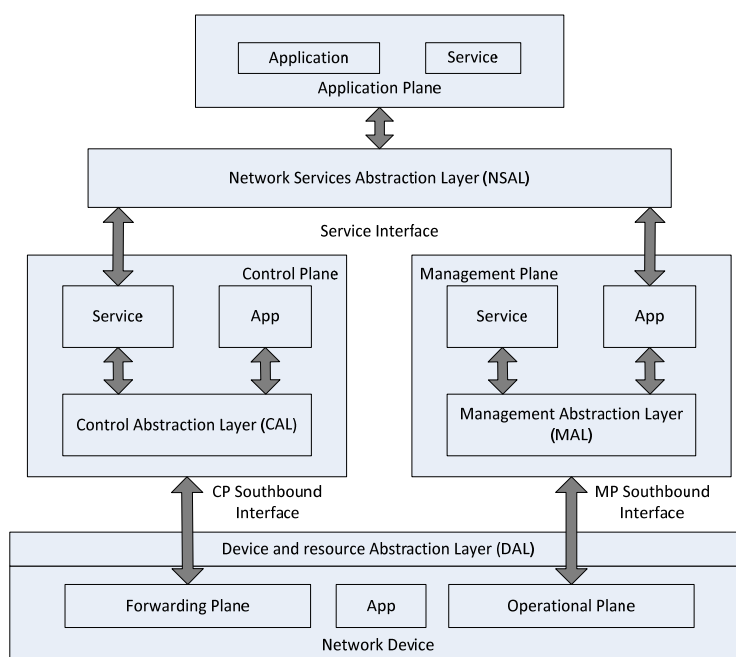 Application
Service
Application Plane
Network Services Abstraction Layer (NSAL)
Service Interface
Control Plane
Service
App
Control Abstraction Layer (CAL)
Management Plane
Service
App
Management Abstraction Layer
(MAL)
CP Southbound
Interface
MP Southbound
Interface
Device and resource Abstraction Layer (DAL)
Forwarding Plane
App
Operational Plane
Network Device